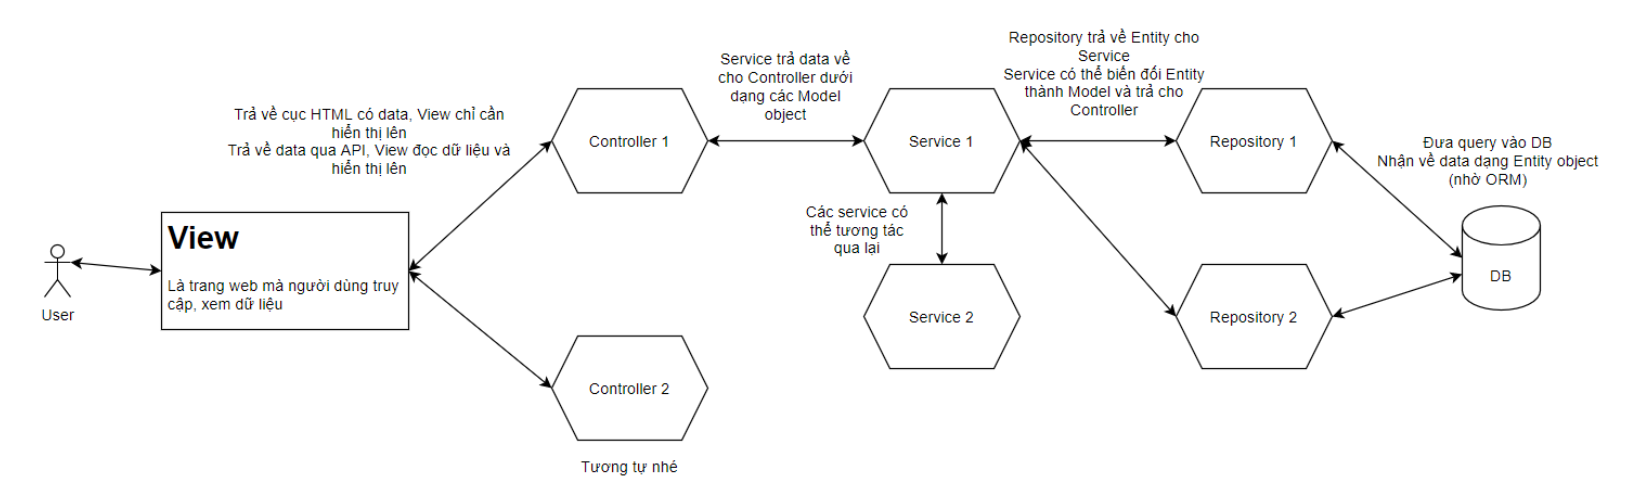 Repository trả về Entity cho
Service
Service có thể biến đổi Entity
thành Model và trả cho
Controller
Service trả data về
cho Controller dưới
dạng các Model
object
Trả về cục HTML có data, View chỉ cần
hiển thị lên
Trả về data qua API, View đọc dữ liệu và
hiển thị lên
Controller 1
Service 1
Repository 1
Đưa query vào DB
Nhận về data dạng Entity object
(nhờ ORM)
Các service có
thể tương tác
qua lại
View
Là trang web mà người dùng truy
cập, xem dữ liệu
User
DB
Service 2
Repository 2
Controller 2
Tương tự nhé